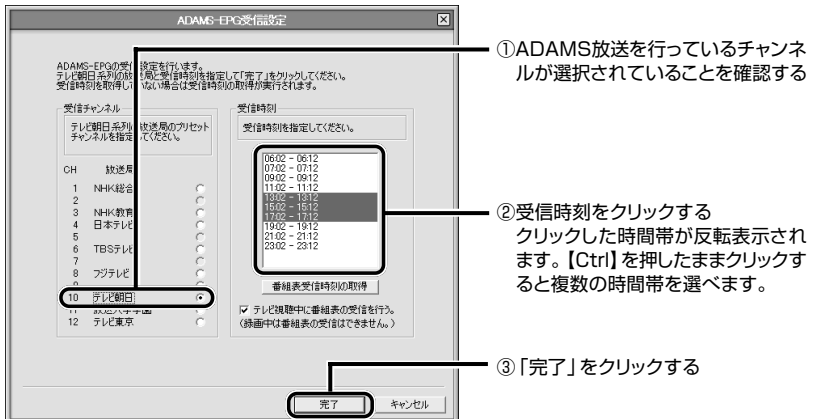 ADAMS-EPG受信設定
ADAMS-EPGの受信設定を行います。
テレビ朝日系列の放送局と受信時刻を指定して「完了」をクリックしてください。
受信時刻を取得していない場合は受信時刻の取得が実行されます。
受信チャンネル
テレビ朝日系列の放送局のプリセット
チャンネルを指定してください。
CH 放送局
1 NHK総合
2
3 NHK教育
4 日本テレビ
5
6 TBSテレビ
7
8 フジテレビ
9
10 テレビ朝日
11 放送大学学園
12 テレビ東京
受信時刻
受信時刻を指定してください。
06:02 - 06:12
07:02 - 07:12
09:02 - 09:12
11:02 - 11:12
13:02 - 13:12
15:02 - 15:12
17:02 - 17:12
19:02 - 19:12
21:02 - 21:12
23:02 - 23:12
番組表受信時刻の取得
テレビ視聴中に番組表の受信を行う。
(録画中は番組表の受信はできません。)
完了 キャンセル
①ADAMS放送を行っているチャンネ
ルが選択されていることを確認する
②受信時刻をクリックする
クリックした時間帯が反転表示され
ます。【Ctrl】を押したままクリックす
ると複数の時間帯を選べます。
③「完了」をクリックする